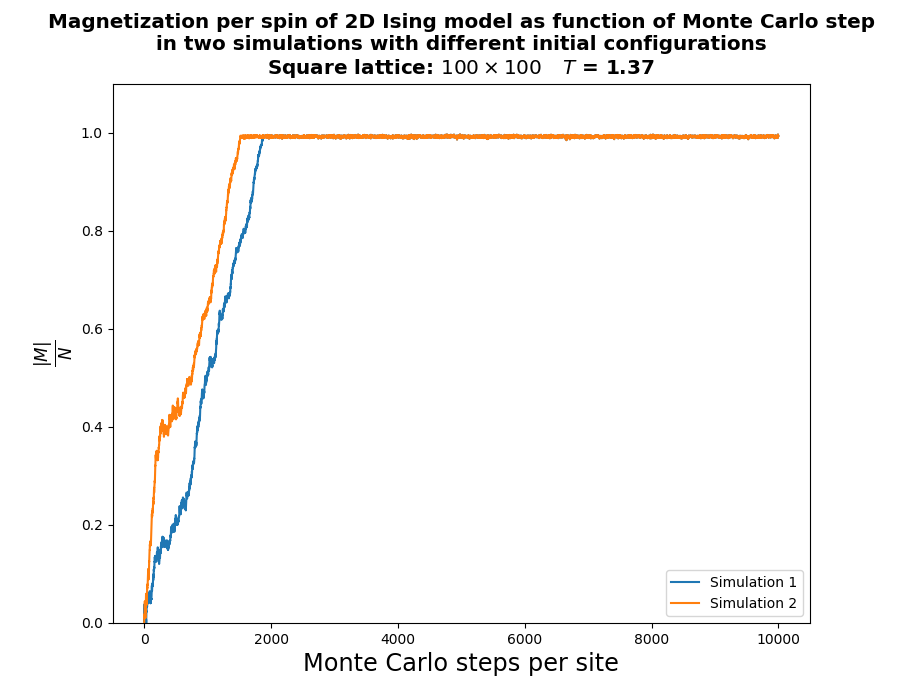 Magnetization per spin of 2D Ising model as function of Monte Carlo step
in two simulations with different initial configurations
Square lattice: 100 × 100 T = 1.37
1.0
0.8
0.6
0.4
0.2
0.0
|M|
N
0 2000 4000 6000 8000 10000
Monte Carlo steps per site
Simulation 1
Simulation 2